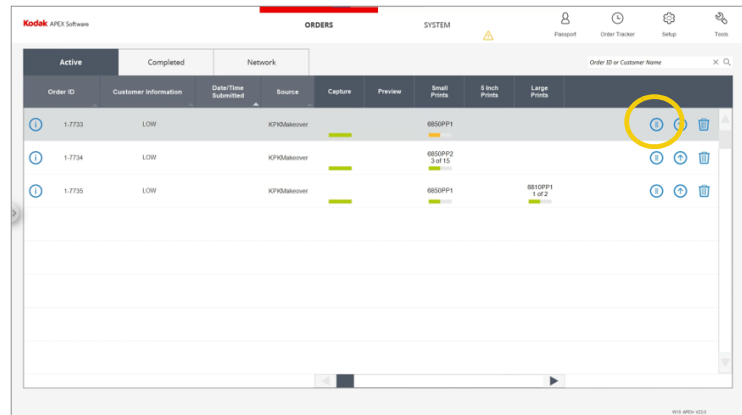 Kodak APEX Software
ORDERS
SYSTEM
Passport
Order Tracker
Setup
Tools
Active
Completed
Network
Order ID or Customer Name
Order ID
Customer Information
Date/Time
Submitted
Source
Capture
Preview
Small
Prints
5 Inch
Prints
Large
Prints
1-7733 LOW KPKMakeover 6850PP1
1-7734 LOW KPKMakeover 6850PP2
3 of 15
1-7735 LOW KPKMakeover 6850PP1 6810PP1
1 of 2